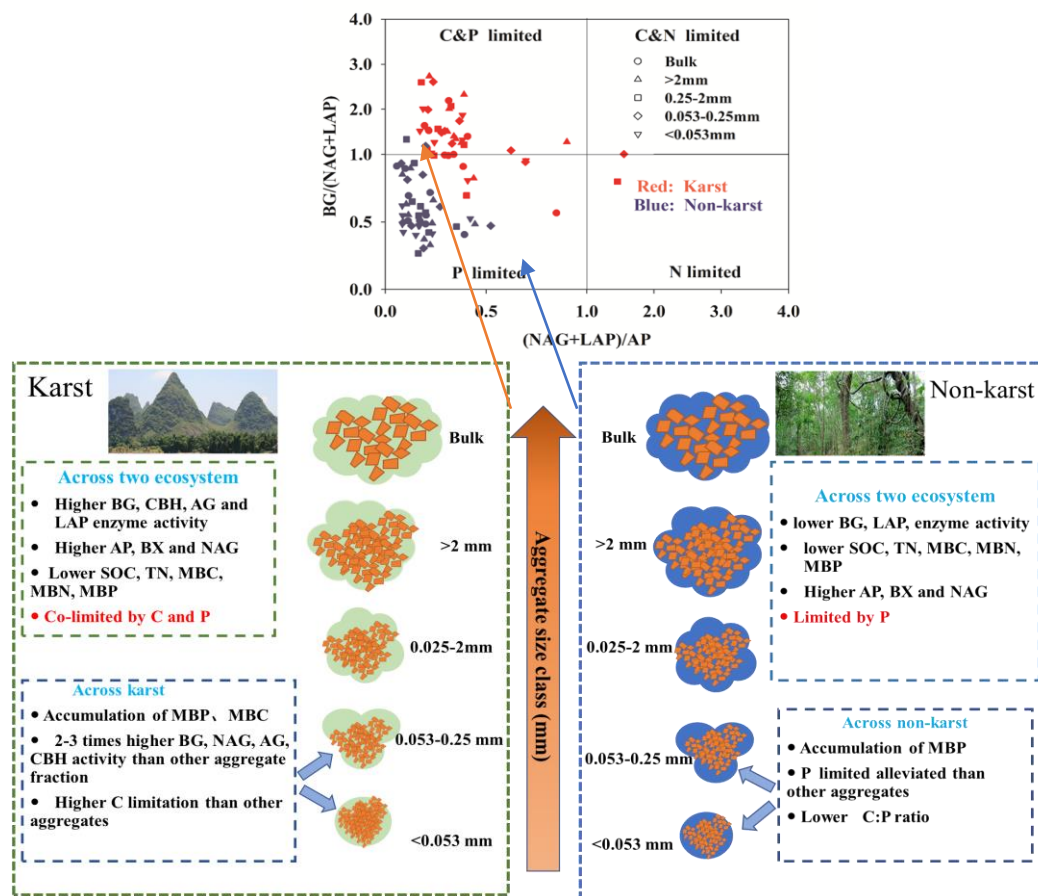 4.0
C&P limited
C&N limited
Bulk
>2mm
3.0
0.25-2mm
0.053-0.25mm
2.0
<0.053mm
1.0
BG/(NAG+LAP)
Red: Karst
Blue: Non-karst
0.5
P limited
N limited
0.0
0.0
0.5
1.0
2.0
3.0
4.0
(NAG+LAP)/AP
Karst
Bulk
Across two ecosystem
• Higher BG, CBH, AG and
LAP enzyme activity
• Higher AP, BX and NAG
• Lower SOC, TN, MBC,
MBN, MBP
• Co-limited by C and P
>2 mm
0.025-2mm
Across karst
• Accumulation of MBP、MBC
• 2-3 times higher BG, NAG, AG,
CBH activity than other aggregate
fraction
• Higher C limitation than other
aggregates
0.053-0.25 mm
<0.053 mm
Aggregate size class (mm)
Non-karst
Bulk
>2 mm
0.025-2 mm
0.053-0.25 mm
<0.053 mm
Across two ecosystem
• lower BG, LAP, enzyme activity
• lower SOC, TN, MBC, MBN,
MBP
• Higher AP, BX and NAG
• Limited by P
Across non-karst
• Accumulation of MBP
• P limited alleviated than
other aggregates
• Lower C:P ratio